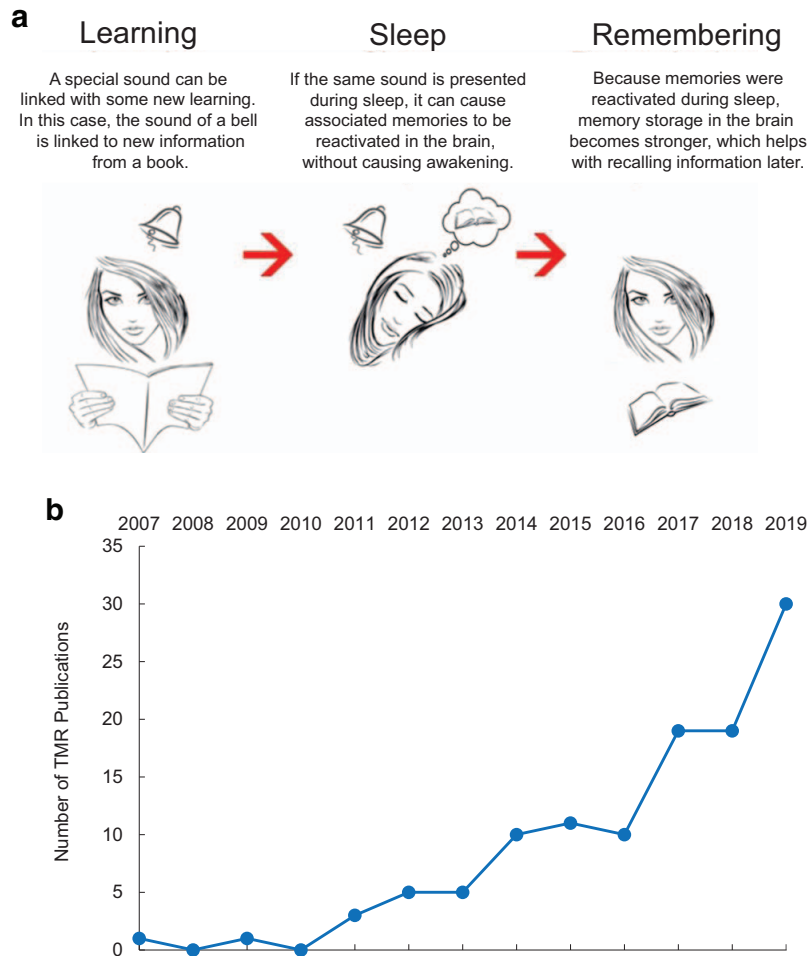 a
Learning
Sleep
Remembering
A special sound can be
linked with some new learning.
In this case, the sound of a bell
is linked to new information
from a book.
If the same sound is presented
during sleep, it can cause
associated memories to be
reactivated in the brain,
without causing awakening.
Because memories were
reactivated during sleep,
memory storage in the brain
becomes stronger, which helps
with recalling information later.
b
2007 2008 2009 2010 2011 2012 2013 2014 2015 2016 2017 2018 2019
35
30
20
10
5
0
Number of TMR Publications